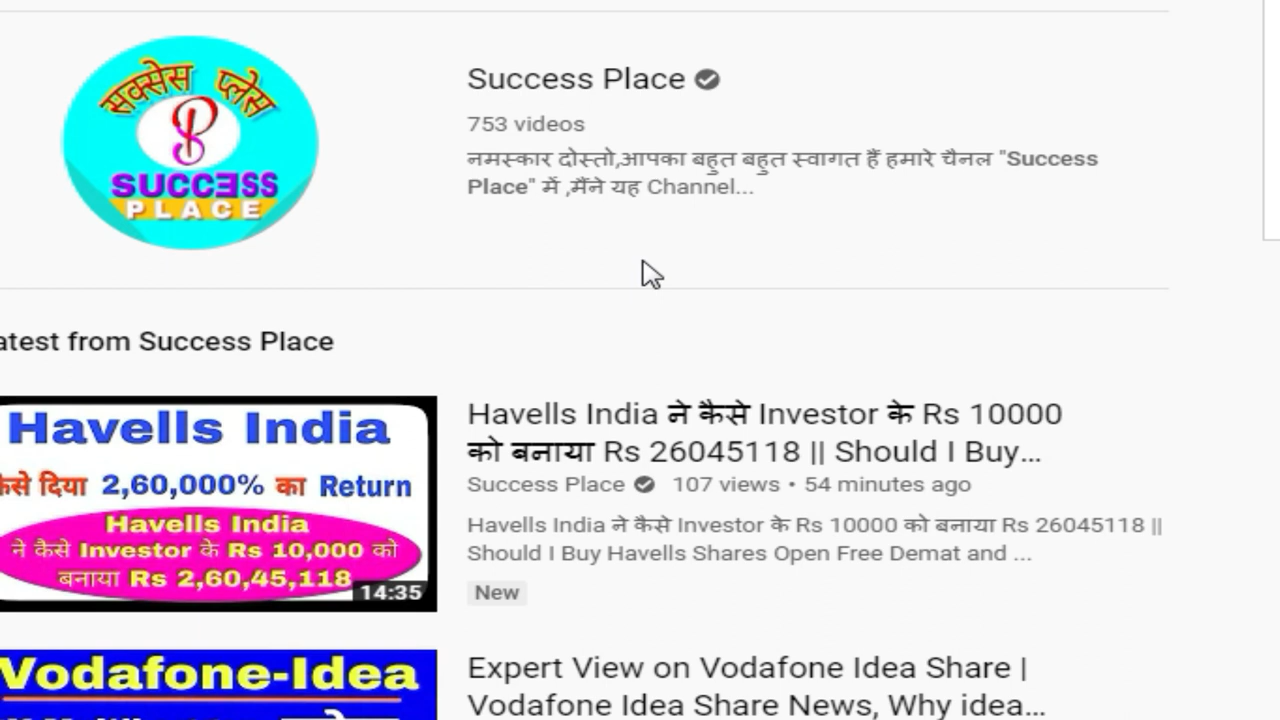 सक्सेस प्लेस
SUCCESS
PLACE
Success Place
753 videos
नमस्कार दोस्तो,आपका बहुत बहुत स्वागत हैं हमारे चैनल "Success
Place" में ,मैंने यह Channel...
atest from Success Place
Havells India
कैसे दिया 2,60,000% का Return
Havells India
ने कैसे Investor के Rs 10,000 को
बनाया Rs 2,60,45,118
14:35
Havells India ने कैसे Investor के Rs 10000
को बनाया Rs 26045118 || Should I Buy...
Success Place 107 views • 54 minutes ago
Havells India ने कैसे Investor के Rs 10000 को बनाया Rs 26045118 ||
Should I Buy Havells Shares Open Free Demat and ...
New
Vodafone-Idea
Expert View on Vodafone Idea Share |
Vodafone Idea Share News, Why idea...